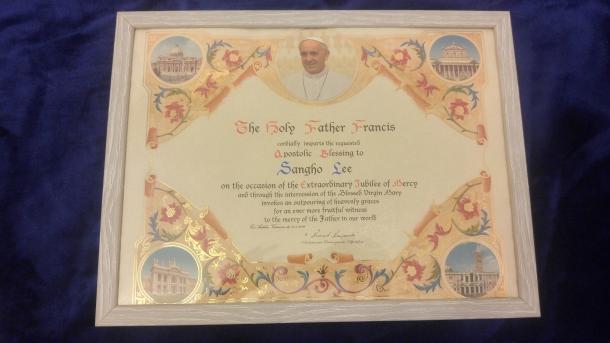 The Holy Father Francis
cordially imparts the requested
Apostolic Blessing to
Sangho Lee
on the occasion of the Extraordinary Jubilee of Mercy
and through the intercession of the Blessed Virgin Mary
invokes an outpouring of heavenly graces
for an ever more fruitful witness
to the mercy of the Father in our world